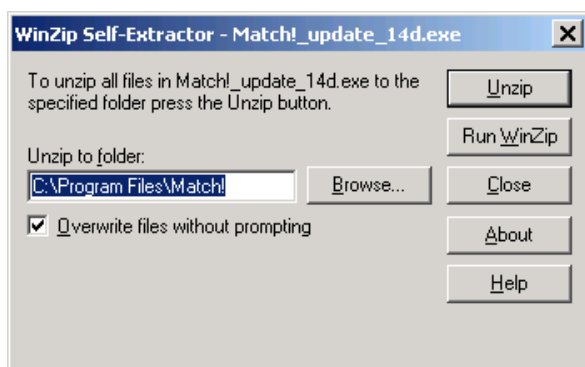 WinZip Self-Extractor - Match!_update_14d.exe
To unzip all files in Match!_update_14d.exe to the
specified folder press the Unzip button.
Unzip to folder:
C:\Program Files\Match!
Browse...
Overwrite files without prompting
Unzip
Run WinZip
Close
About
Help